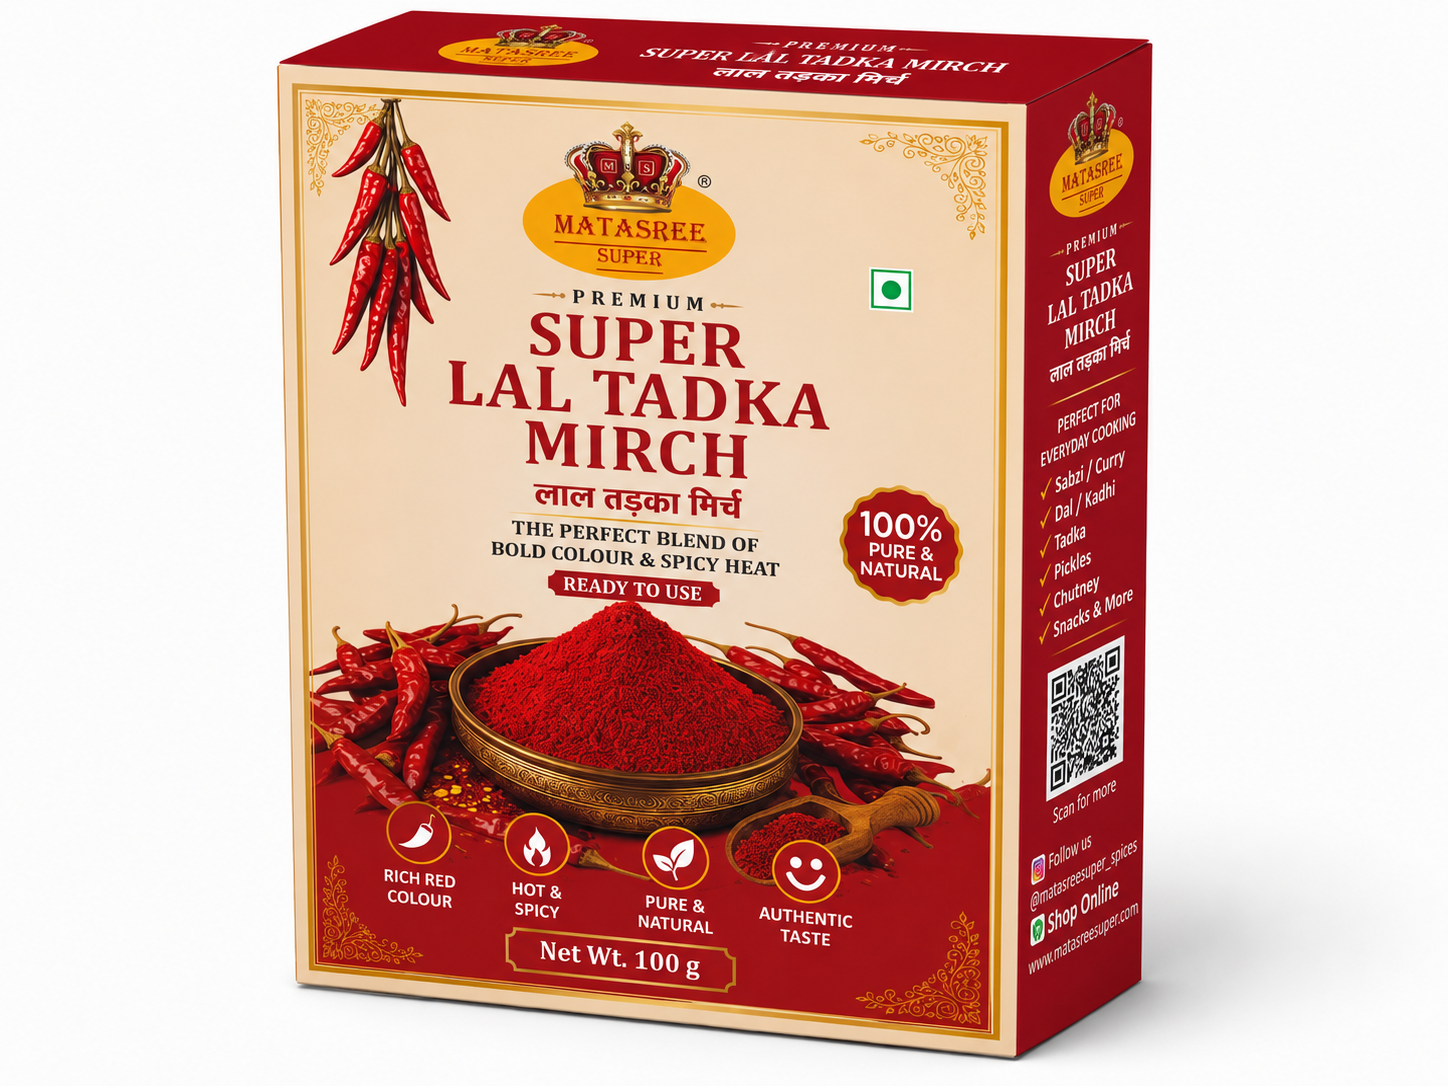 MATASREE
SUPER
PREMIUM
SUPER LAL TADKA MIRCH
लाल तड़का मिर्च
M S
®
MATASREE
SUPER
PREMIUM
SUPER
LAL TADKA
MIRCH
लाल तड़का मिर्च
THE PERFECT BLEND OF
BOLD COLOUR & SPICY HEAT
READY TO USE
100%
PURE &
NATURAL
RICH RED
COLOUR
HOT &
SPICY
PURE &
NATURAL
AUTHENTIC
TASTE
Net Wt. 100 g
MATASREE
SUPER
PREMIUM
SUPER
LAL TADKA
MIRCH
लाल तड़का मिर्च
PERFECT FOR
EVERYDAY COOKING
✓ Sabzi / Curry
✓ Dal / Kadhi
✓ Tadka
✓ Pickles
✓ Chutney
✓ Snacks & More
Scan for more
Follow us
@matasreesuper_spices
Shop Online
www.matasreesuper.com